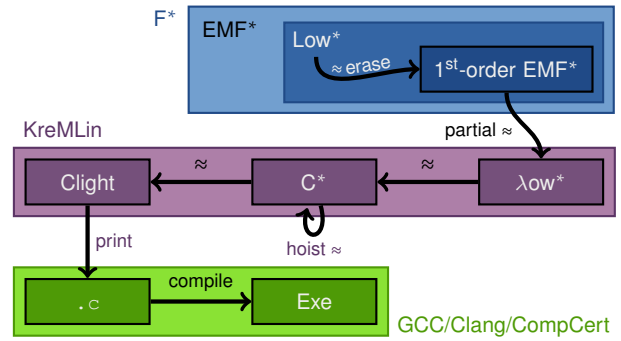 F*
EMF*
Low*
≈ erase
1st-order EMF*
partial ≈
KreMLin
Clight
≈
C*
≈
λow*
print
hoist ≈
.c
compile
Exe
GCC/Clang/CompCert